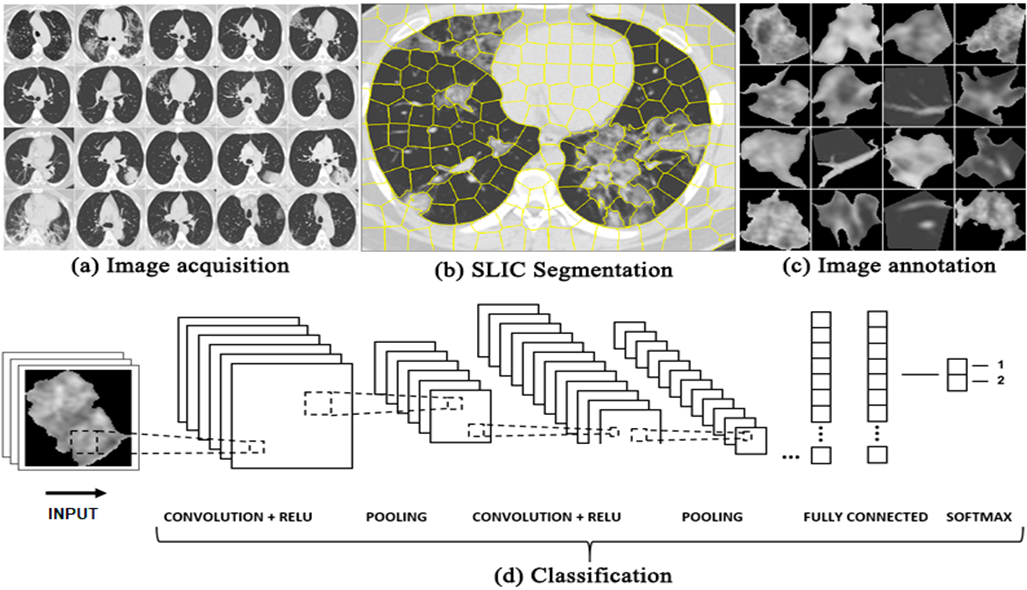 (a) Image acquisition
(b) SLIC Segmentation
(c) Image annotation
1
2
...
INPUT
CONVOLUTION + RELU
POOLING
CONVOLUTION + RELU
POOLING
FULLY CONNECTED
SOFTMAX
(d) Classification